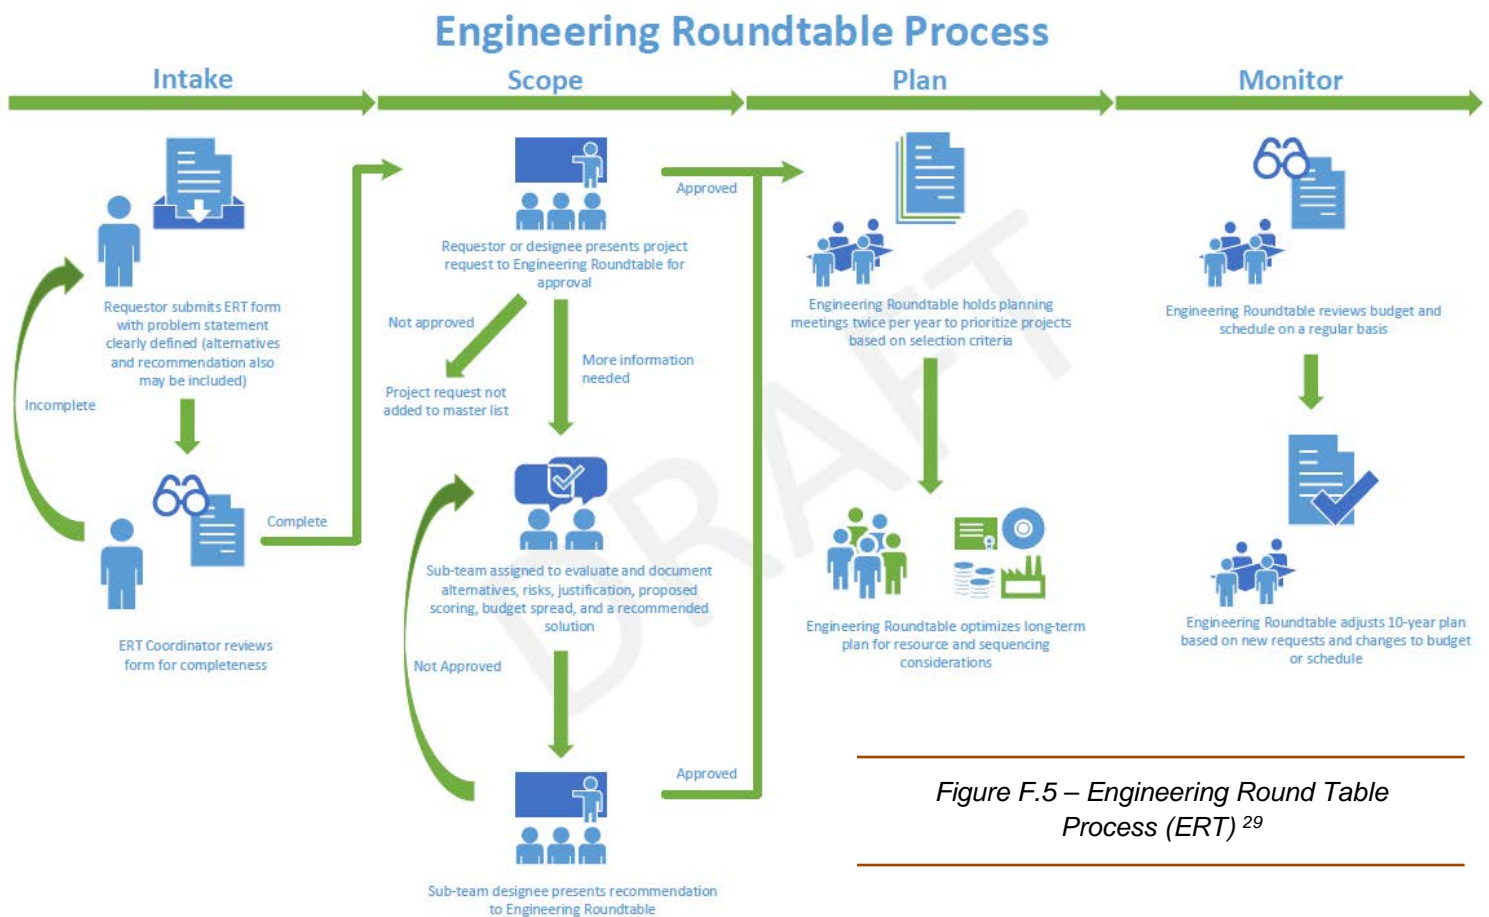 Engineering Roundtable Process
Intake
Scope
Plan
Monitor
Requestor submits ERT form
with problem statement
clearly defined (alternatives
and recommendation also
may be included)
Incomplete
ERT Coordinator reviews
form for completeness
Complete
Requestor or designee presents project
request to Engineering Roundtable for
approval
Approved
Not approved
Project request not
added to master list
More information
needed
Sub-team assigned to evaluate and document
alternatives, risks, justification, proposed
scoring, budget spread, and a recommended
solution
Not Approved
Approved
Sub-team designee presents recommendation
to Engineering Roundtable
Engineering Roundtable holds planning
meetings twice per year to prioritize projects
based on selection criteria
Engineering Roundtable optimizes long-term
plan for resource and sequencing
considerations
Engineering Roundtable reviews budget and
schedule on a regular basis
Engineering Roundtable adjusts 10-year plan
based on new requests and changes to budget
or schedule
DRAFT
Figure F.5 – Engineering Round Table
Process (ERT) 29